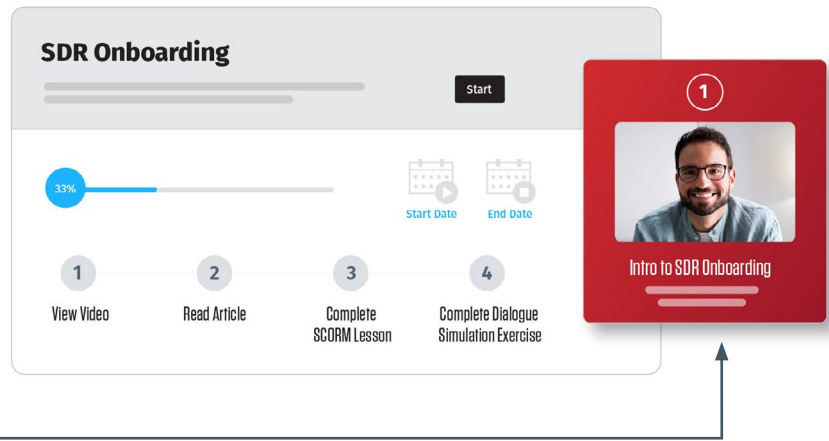 SDR Onboarding
Start
1
33%
Start Date
End Date
Intro to SDR Onboarding
1
2
3
4
View Video
Read Article
Complete
SCORM Lesson
Complete Dialogue
Simulation Exercise